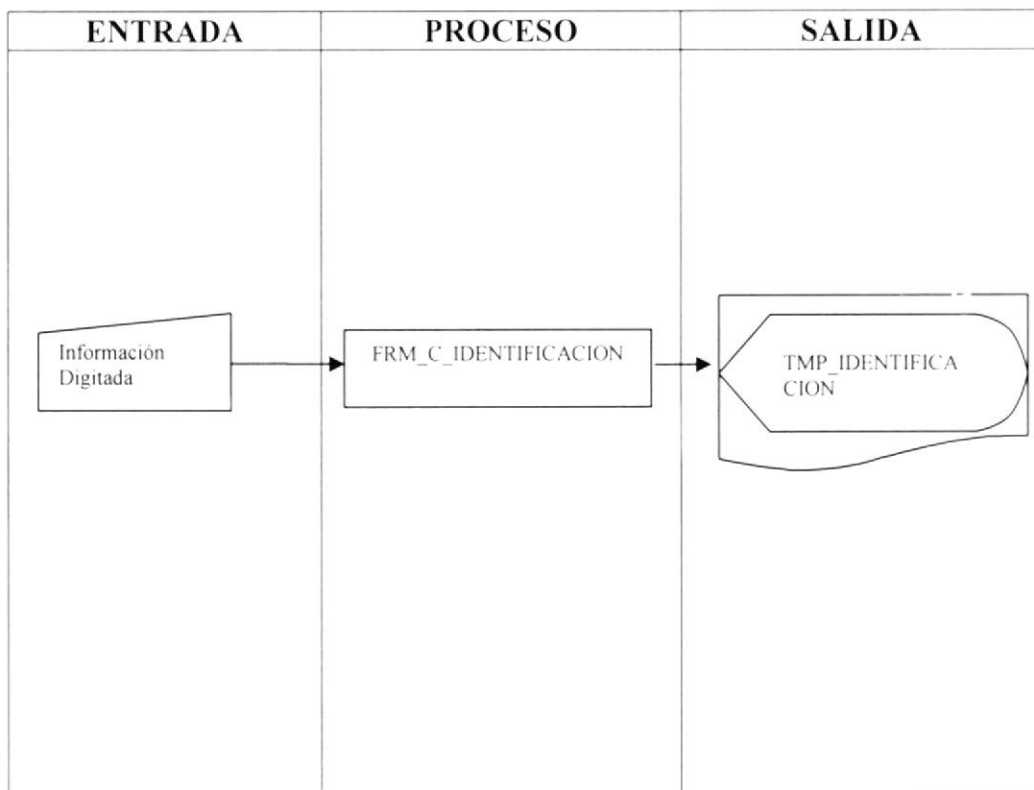 ENTRADA
PROCESO
SALIDA
Información
Digitada
FRM_C_IDENTIFICACION
TMP_IDENTIFICA
CION